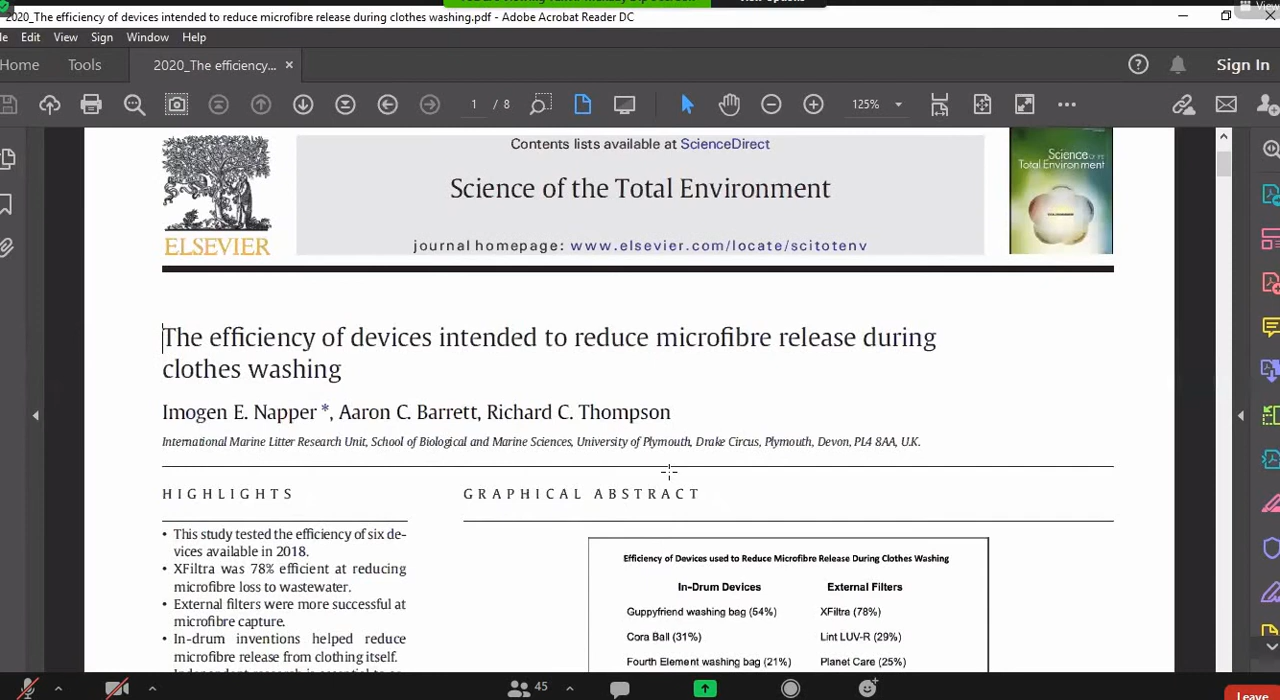 View
2020_The efficiency of devices intended to reduce microfibre release during clothes washing.pdf - Adobe Acrobat Reader DC
Edit View Sign Window Help
Home Tools 2020_The efficiency... × Sign In
1 / 8 125%
Contents lists available at ScienceDirect
Science of the Total Environment
journal homepage: www.elsevier.com/locate/scitotenv
ELSEVIER
Science of the
Total Environment
The efficiency of devices intended to reduce microfibre release during
clothes washing
Imogen E. Napper *, Aaron C. Barrett, Richard C. Thompson
International Marine Litter Research Unit, School of Biological and Marine Sciences, University of Plymouth, Drake Circus, Plymouth, Devon, PL4 8AA, U.K.
HIGHLIGHTS
• This study tested the efficiency of six de-
vices available in 2018.
• XFiltra was 78% efficient at reducing
microfibre loss to wastewater.
• External filters were more successful at
microfibre capture.
• In-drum inventions helped reduce
microfibre release from clothing itself.
GRAPHICAL ABSTRACT
Efficiency of Devices used to Reduce Microfibre Release During Clothes Washing
In-Drum Devices External Filters
Guppyfriend washing bag (54%) XFiltra (78%)
Cora Ball (31%) Lint LUV-R (29%)
Fourth Element washing bag (21%) Planet Care (25%)
45
Leave